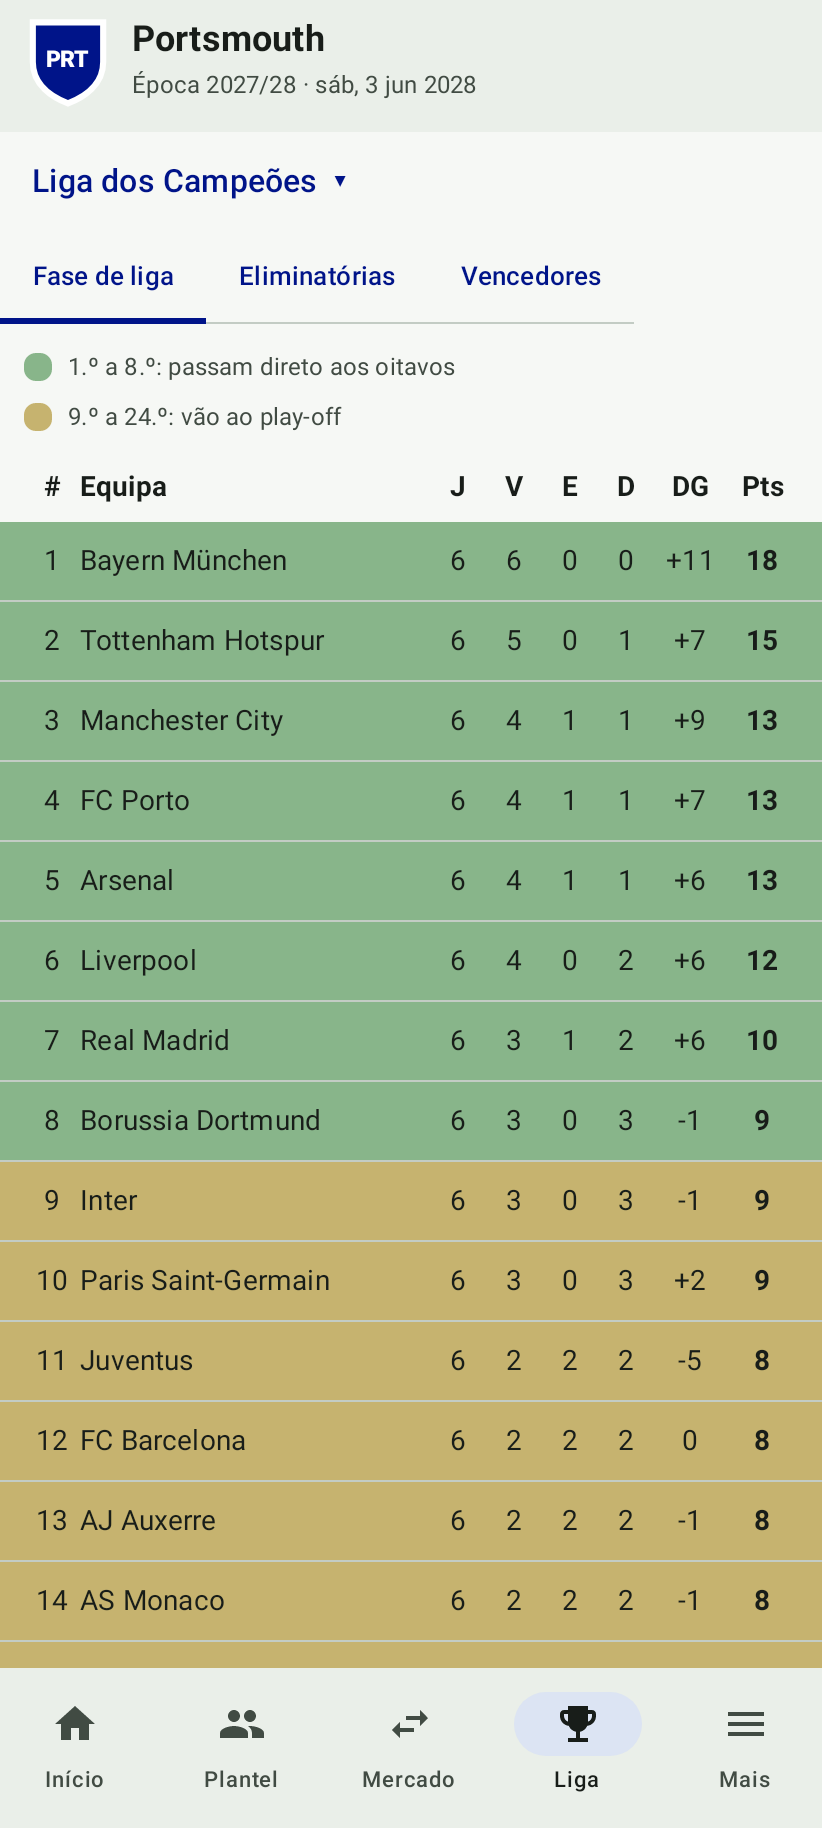 PRT
Portsmouth
Época 2027/28 · sáb, 3 jun 2028
Liga dos Campeões ▼
Fase de liga Eliminatórias Vencedores
1.º a 8.º: passam direto aos oitavos
9.º a 24.º: vão ao play-off
# Equipa J V E D DG Pts
1 Bayern München 6 6 0 0 +11 18
2 Tottenham Hotspur 6 5 0 1 +7 15
3 Manchester City 6 4 1 1 +9 13
4 FC Porto 6 4 1 1 +7 13
5 Arsenal 6 4 1 1 +6 13
6 Liverpool 6 4 0 2 +6 12
7 Real Madrid 6 3 1 2 +6 10
8 Borussia Dortmund 6 3 0 3 -1 9
9 Inter 6 3 0 3 -1 9
10 Paris Saint-Germain 6 3 0 3 +2 9
11 Juventus 6 2 2 2 -5 8
12 FC Barcelona 6 2 2 2 0 8
13 AJ Auxerre 6 2 2 2 -1 8
14 AS Monaco 6 2 2 2 -1 8
Início Plantel Mercado Liga Mais